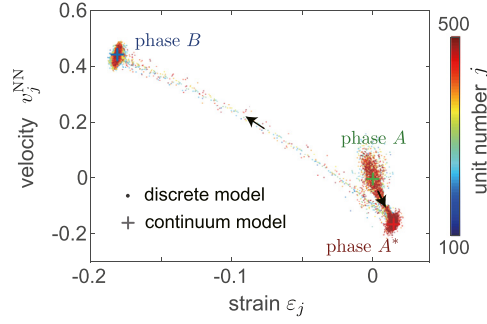 velocity v_j^NN
0.6
0.4
0.2
0
-0.2
phase B
phase A
phase A*
discrete model
continuum model
-0.2
-0.1
0
strain ε_j
500
100
unit number j